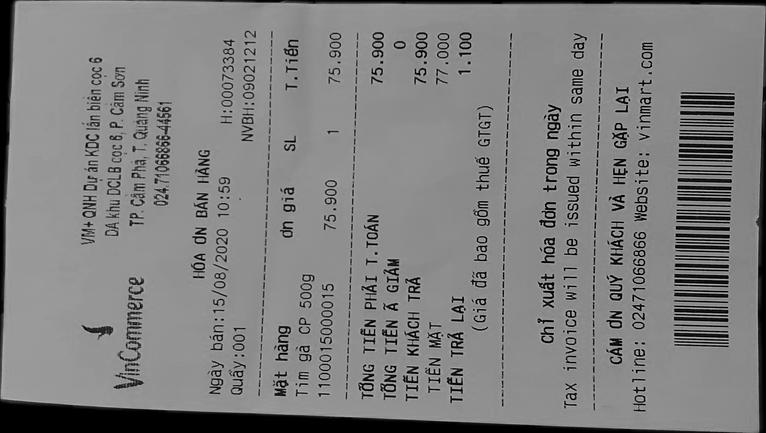 VinCommerce
VM+ QNH Dự án KDC lấn biển cọc 6
DA khu DCLB cọc 6, P. Cẩm Sơn
TP. Cẩm Phả, T. Quảng Ninh
024.71066866-44561
HÓA ĐN BÁN HÀNG
Ngày bán:15/08/2020 10:59 H:00073384
Quầy:001 NVBH:09021212
Mặt hàng đn giá SL T.Tiền
Tim gà CP 500g
1100015000015 75.900 1 75.900
TỔNG TIỀN PHẢI T.TOÁN 75.900
TỔNG TIỀN Ã GIẢM 0
TIỀN KHÁCH TRẢ 75.900
TIỀN MẶT 77.000
TIỀN TRẢ LẠI 1.100
(Giá đã bao gồm thuế GTGT)
Chỉ xuất hóa đơn trong ngày
Tax invoice will be issued within same day
CẢM ƠN QUÝ KHÁCH VÀ HẸN GẶP LẠI
Hotline: 02471066866 Website: vinmart.com